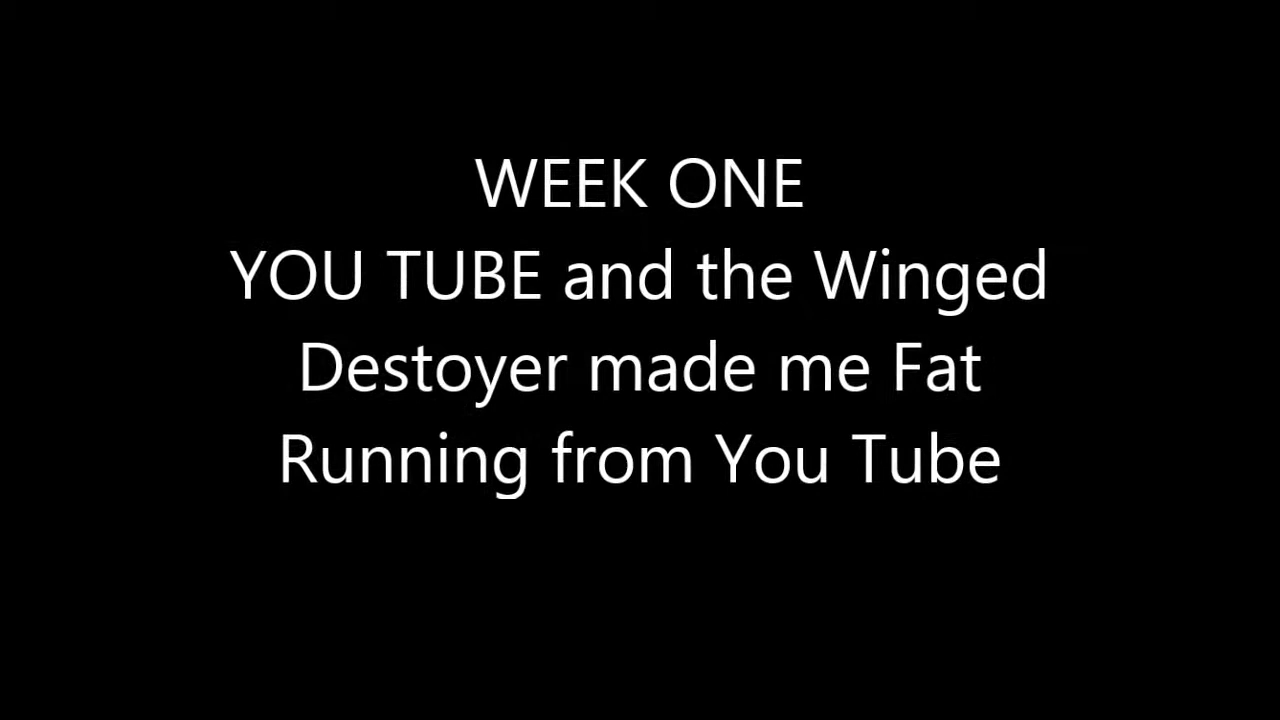 WEEK ONE
YOU TUBE and the Winged
Destoyer made me Fat
Running from You Tube